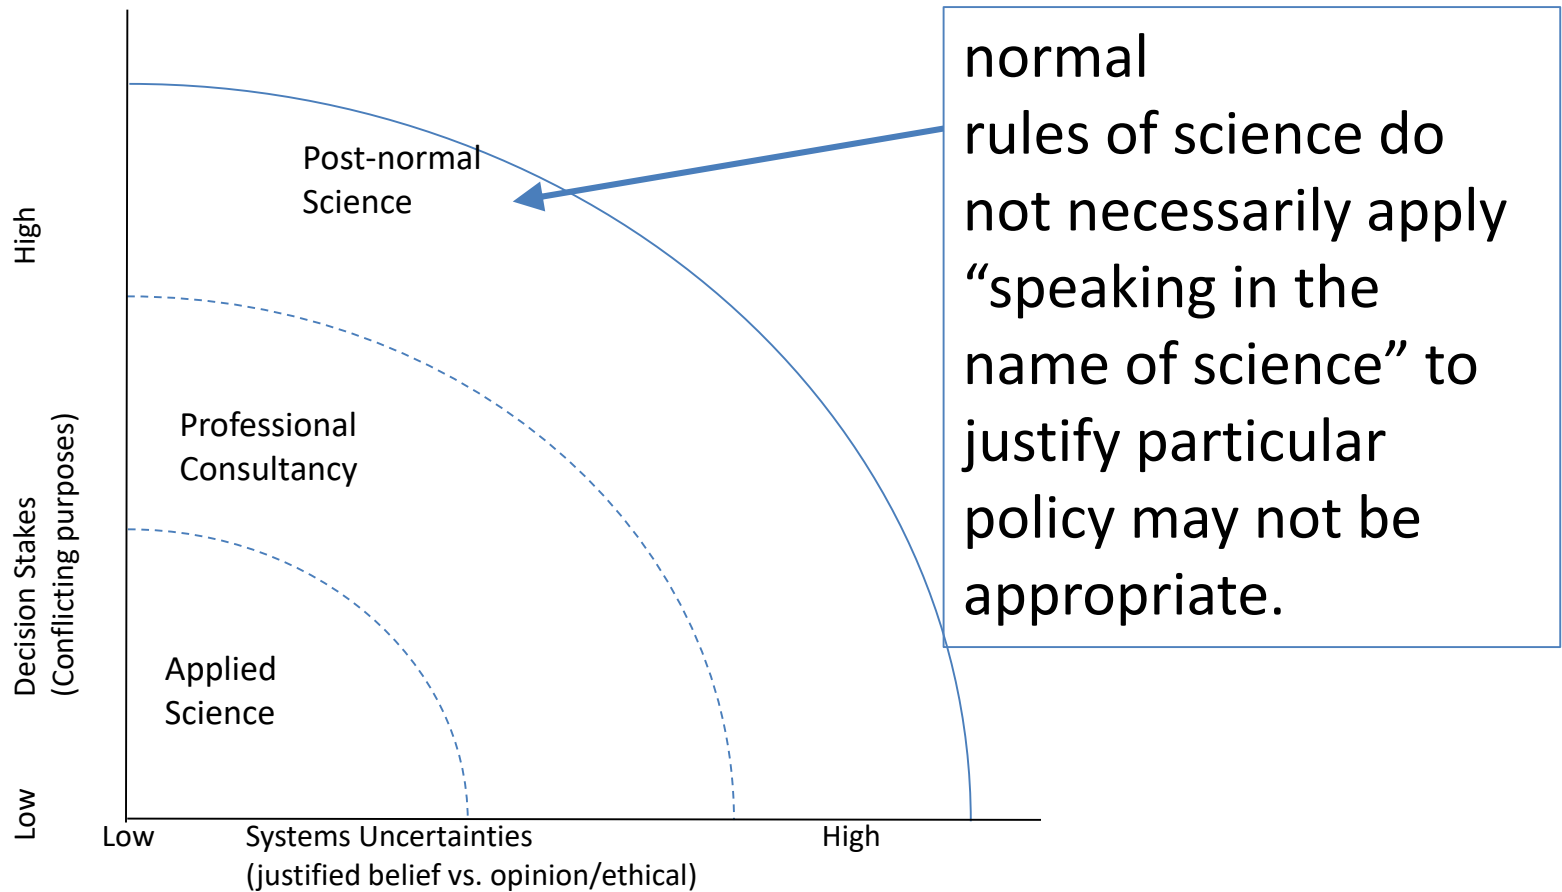 normal
rules of science do
not necessarily apply
“speaking in the
name of science” to
justify particular
policy may not be
appropriate.
Post-normal
Science
Professional
Consultancy
Applied
Science
High
Decision Stakes
(Conflicting purposes)
Low
Low
Systems Uncertainties
(justified belief vs. opinion/ethical)
High